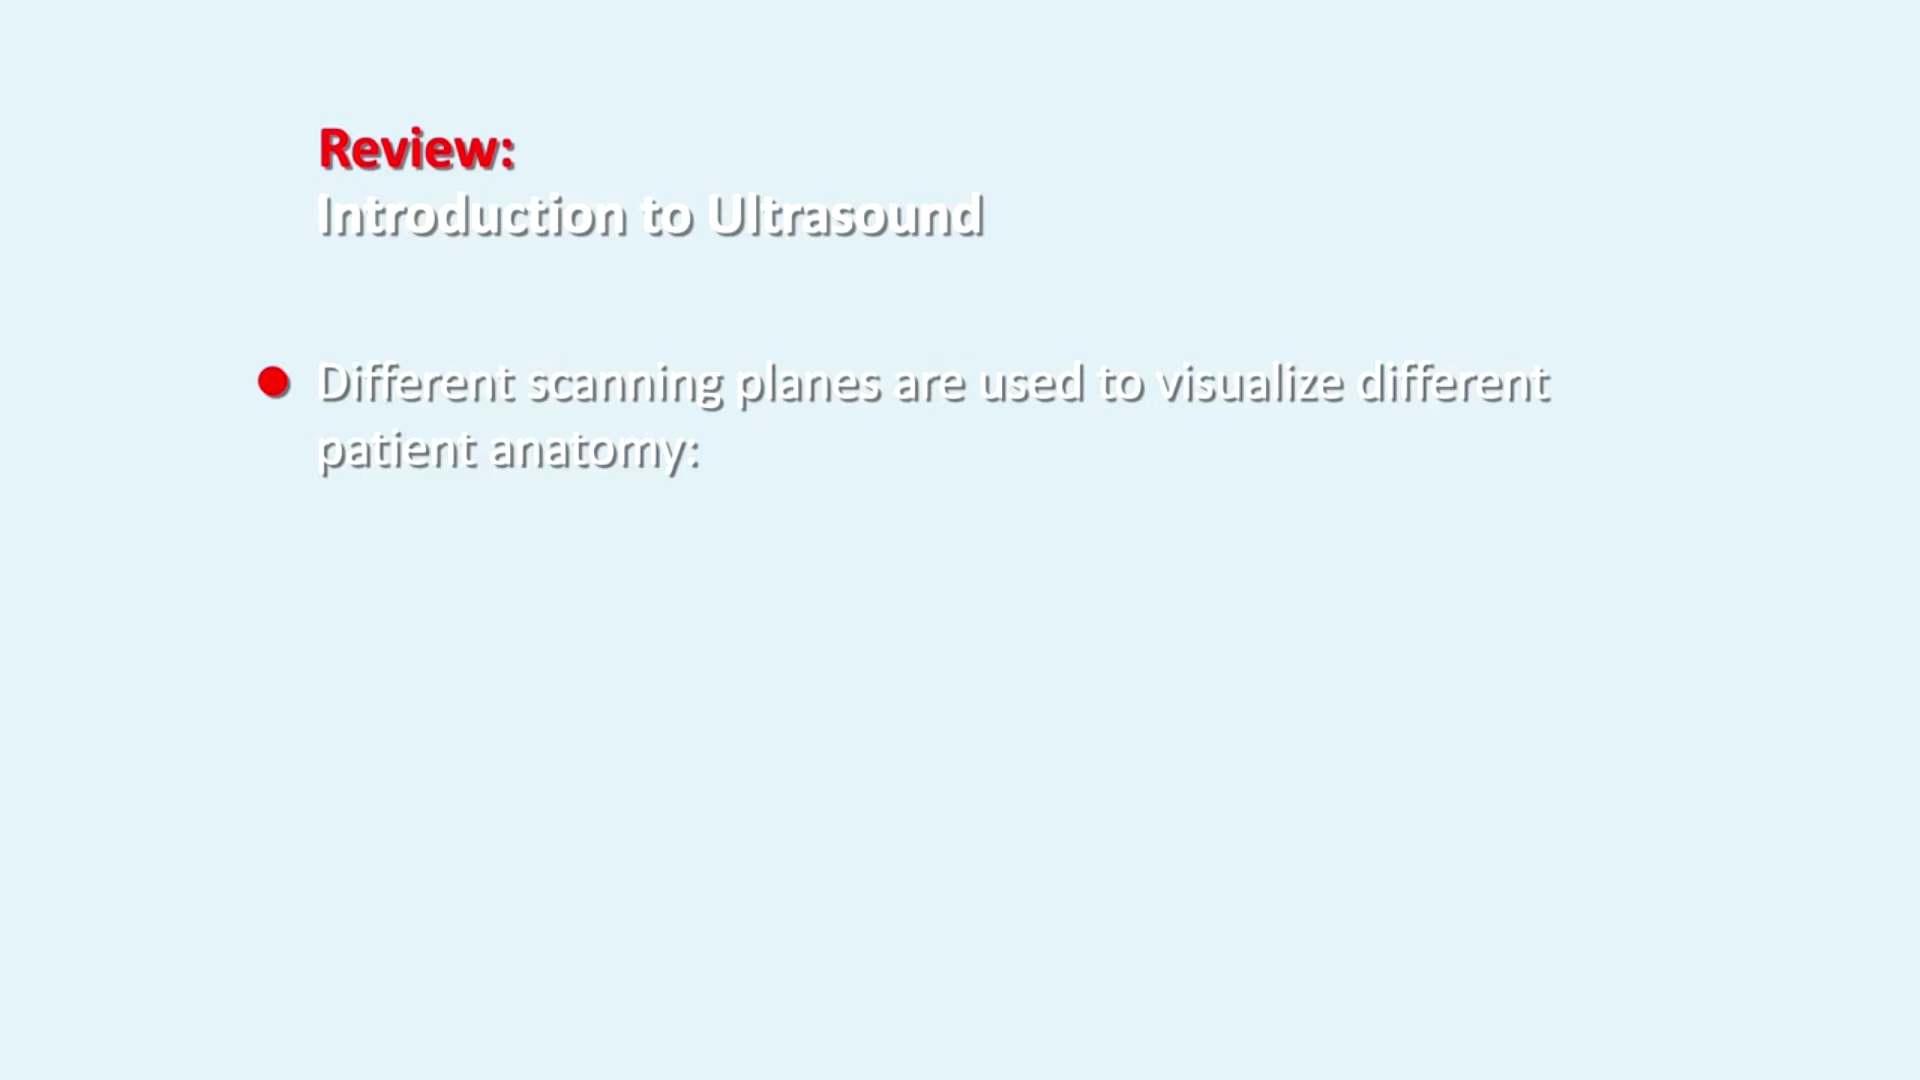 Review:
Introduction to Ultrasound
Different scanning planes are used to visualize different
patient anatomy: